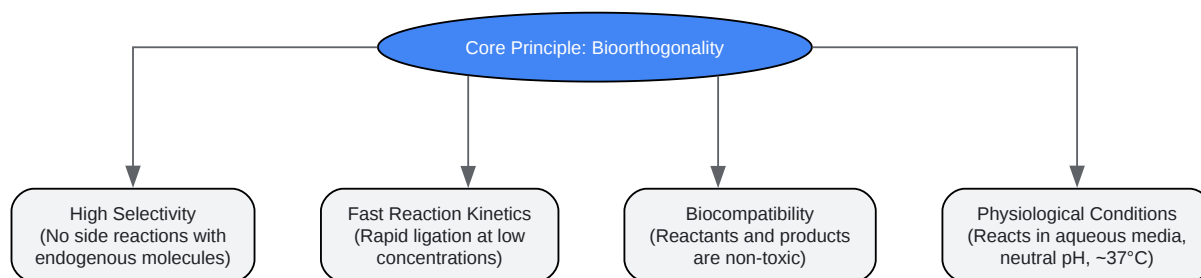 Core Principle: Bioorthogonality
High Selectivity
(No side reactions with
endogenous molecules)
Fast Reaction Kinetics
(Rapid ligation at low
concentrations)
Biocompatibility
(Reactants and products
are non-toxic)
Physiological Conditions
(Reacts in aqueous media,
neutral pH, ~37°C)